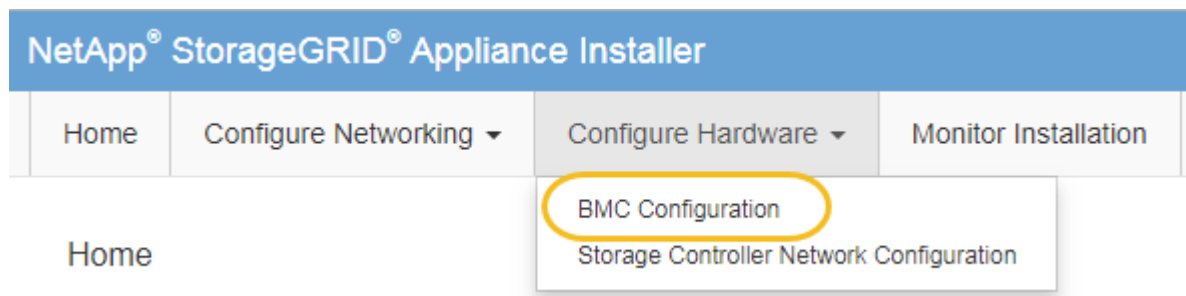 NetApp® StorageGRID® Appliance Installer
Home Configure Networking Configure Hardware Monitor Installation
BMC Configuration
Home
Storage Controller Network Configuration